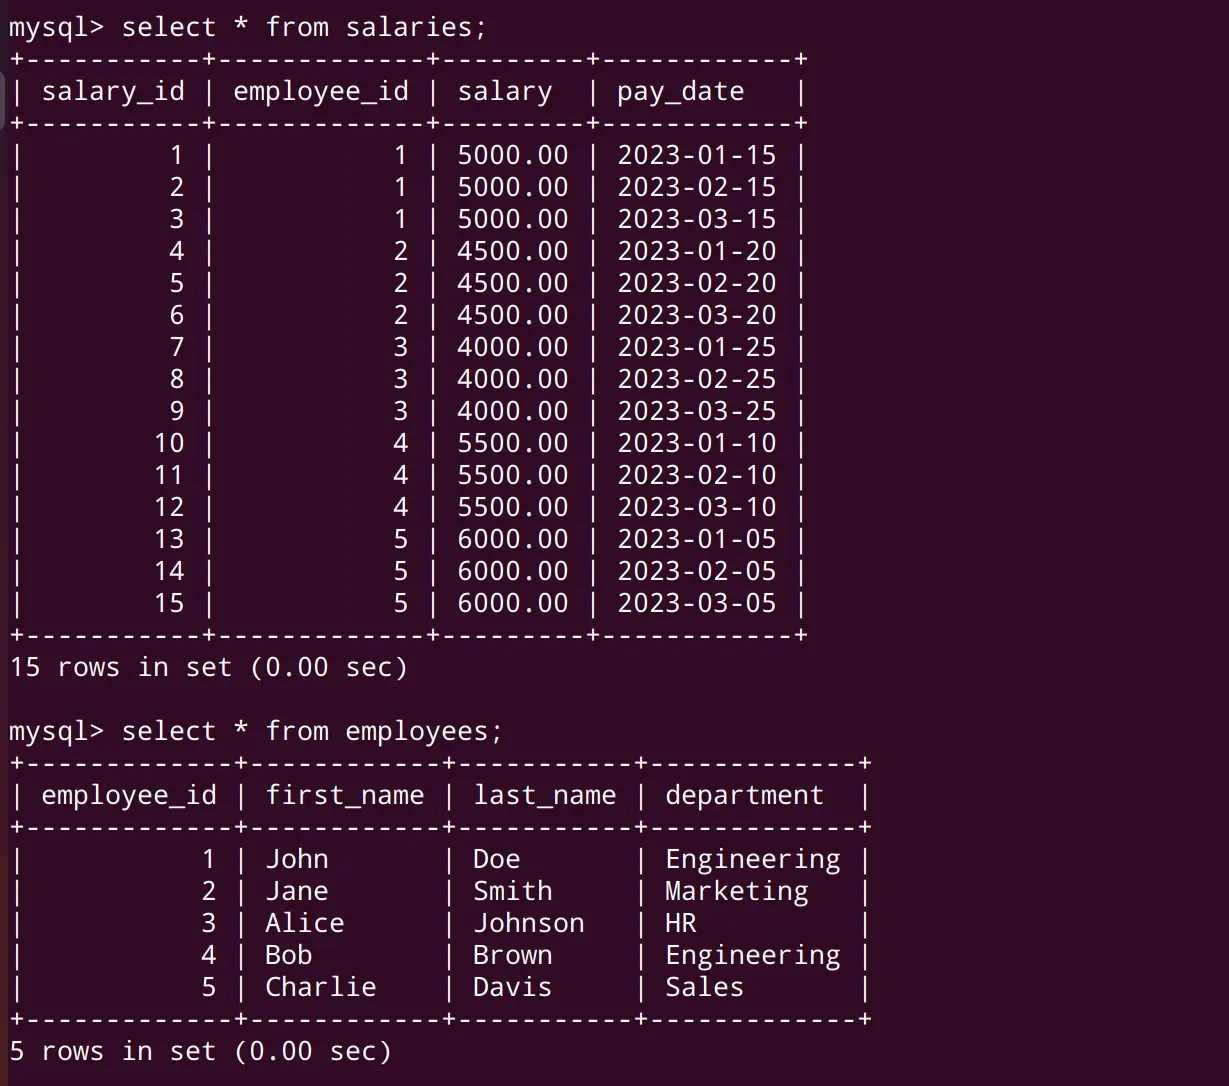 mysql> select * from salaries;
+-----------+-------------+---------+------------+
| salary_id | employee_id | salary  | pay_date   |
+-----------+-------------+---------+------------+
|         1 |           1 | 5000.00 | 2023-01-15 |
|         2 |           1 | 5000.00 | 2023-02-15 |
|         3 |           1 | 5000.00 | 2023-03-15 |
|         4 |           2 | 4500.00 | 2023-01-20 |
|         5 |           2 | 4500.00 | 2023-02-20 |
|         6 |           2 | 4500.00 | 2023-03-20 |
|         7 |           3 | 4000.00 | 2023-01-25 |
|         8 |           3 | 4000.00 | 2023-02-25 |
|         9 |           3 | 4000.00 | 2023-03-25 |
|        10 |           4 | 5500.00 | 2023-01-10 |
|        11 |           4 | 5500.00 | 2023-02-10 |
|        12 |           4 | 5500.00 | 2023-03-10 |
|        13 |           5 | 6000.00 | 2023-01-05 |
|        14 |           5 | 6000.00 | 2023-02-05 |
|        15 |           5 | 6000.00 | 2023-03-05 |
+-----------+-------------+---------+------------+
15 rows in set (0.00 sec)

mysql> select * from employees;
+-------------+------------+-----------+-------------+
| employee_id | first_name | last_name | department  |
+-------------+------------+-----------+-------------+
|           1 | John       | Doe       | Engineering |
|           2 | Jane       | Smith     | Marketing   |
|           3 | Alice      | Johnson   | HR          |
|           4 | Bob        | Brown     | Engineering |
|           5 | Charlie    | Davis     | Sales       |
+-------------+------------+-----------+-------------+
5 rows in set (0.00 sec)